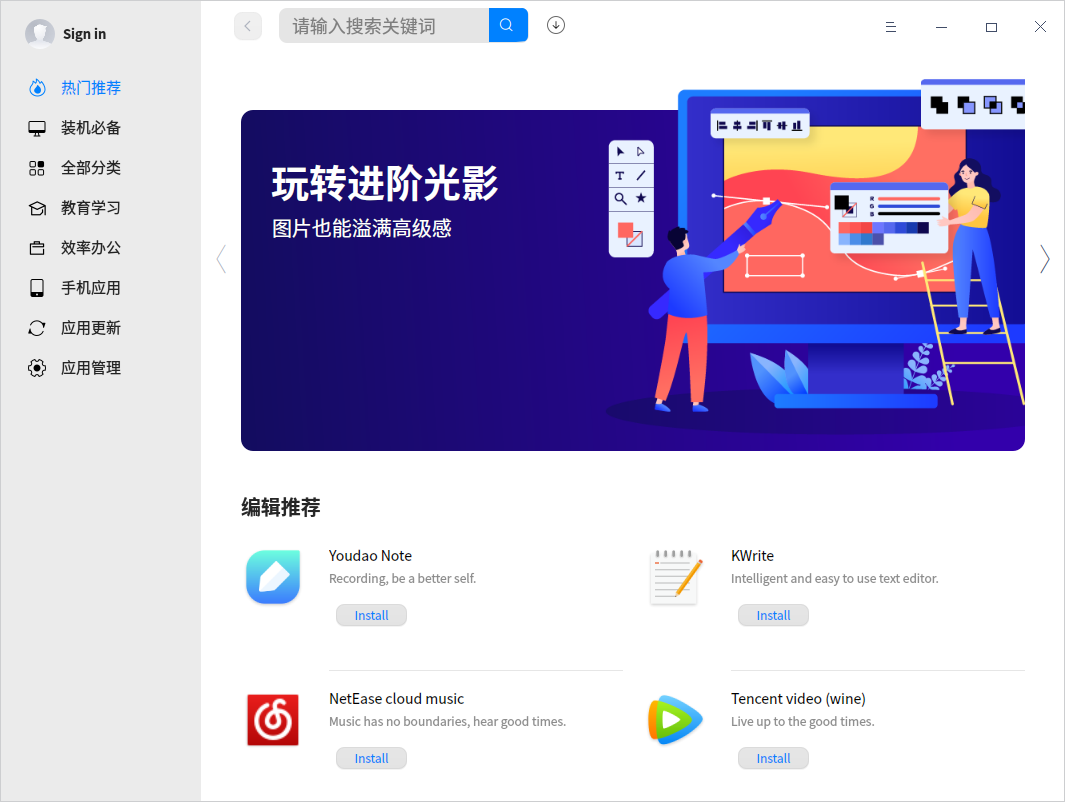 Sign in
请输入搜索关键词
热门推荐
装机必备
全部分类
教育学习
效率办公
手机应用
应用更新
应用管理
玩转进阶光影
图片也能溢满高级感
T
R
G
B
编辑推荐
Youdao Note
Recording, be a better self.
Install
KWrite
Intelligent and easy to use text editor.
Install
NetEase cloud music
Music has no boundaries, hear good times.
Install
Tencent video (wine)
Live up to the good times.
Install